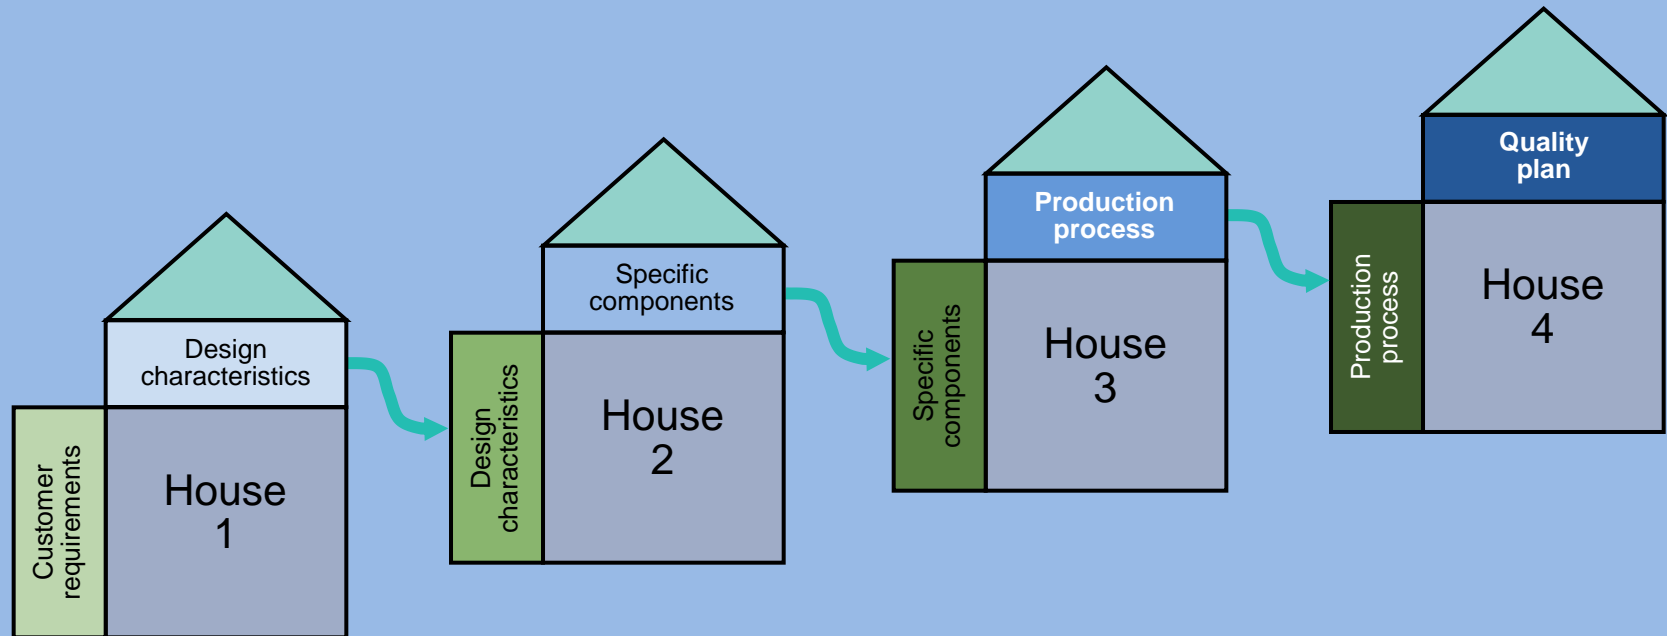 Design
characteristics
Customer
requirements
House
1
Specific
components
Design
characteristics
House
2
Production
process
Specific
components
House
3
Quality
plan
Production
process
House
4